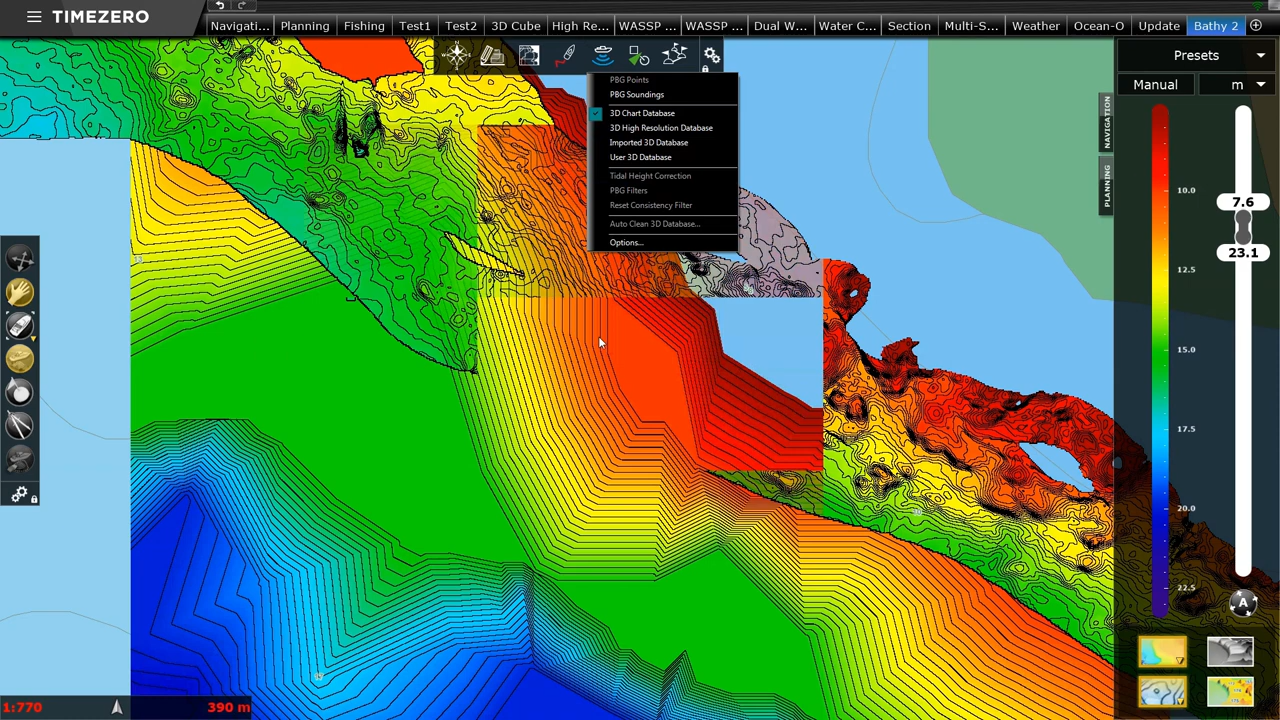 TIMEZERO
Navigati... Planning Fishing Test1 Test2 3D Cube High Re... WASSP ... WASSP ... Dual W... Water C... Section Multi-S... Weather Ocean-O Update Bathy 2
Presets
Manual m
PBG Points
PBG Soundings
3D Chart Database
3D High Resolution Database
Imported 3D Database
User 3D Database
Tidal Height Correction
PBG Filters
Reset Consistency Filter
Auto Clean 3D Database...
Options...
NAVIGATION
PLANNING
10.0
12.5
15.0
17.5
20.0
22.5
7.6
23.1
A
1:770 390 m